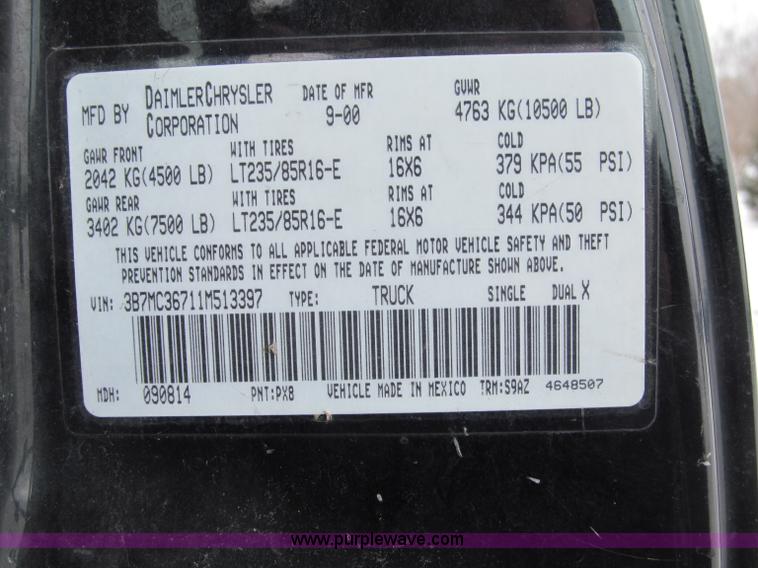 MFD BY DAIMLERCHRYSLER CORPORATION DATE OF MFR 9-00 GVWR 4763 KG(10500 LB)
GAWR FRONT WITH TIRES RIMS AT COLD
2042 KG(4500 LB) LT235/85R16-E 16X6 379 KPA(55 PSI)
GAWR REAR WITH TIRES RIMS AT COLD
3402 KG(7500 LB) LT235/85R16-E 16X6 344 KPA(50 PSI)
THIS VEHICLE CONFORMS TO ALL APPLICABLE FEDERAL MOTOR VEHICLE SAFETY AND THEFT
PREVENTION STANDARDS IN EFFECT ON THE DATE OF MANUFACTURE SHOWN ABOVE.
VIN: 3B7MC36711M513397 TYPE: TRUCK SINGLE DUAL X
MDH: 090814 PNT:PX8 VEHICLE MADE IN MEXICO TRM:S9AZ 4648507
www.purplewave.com